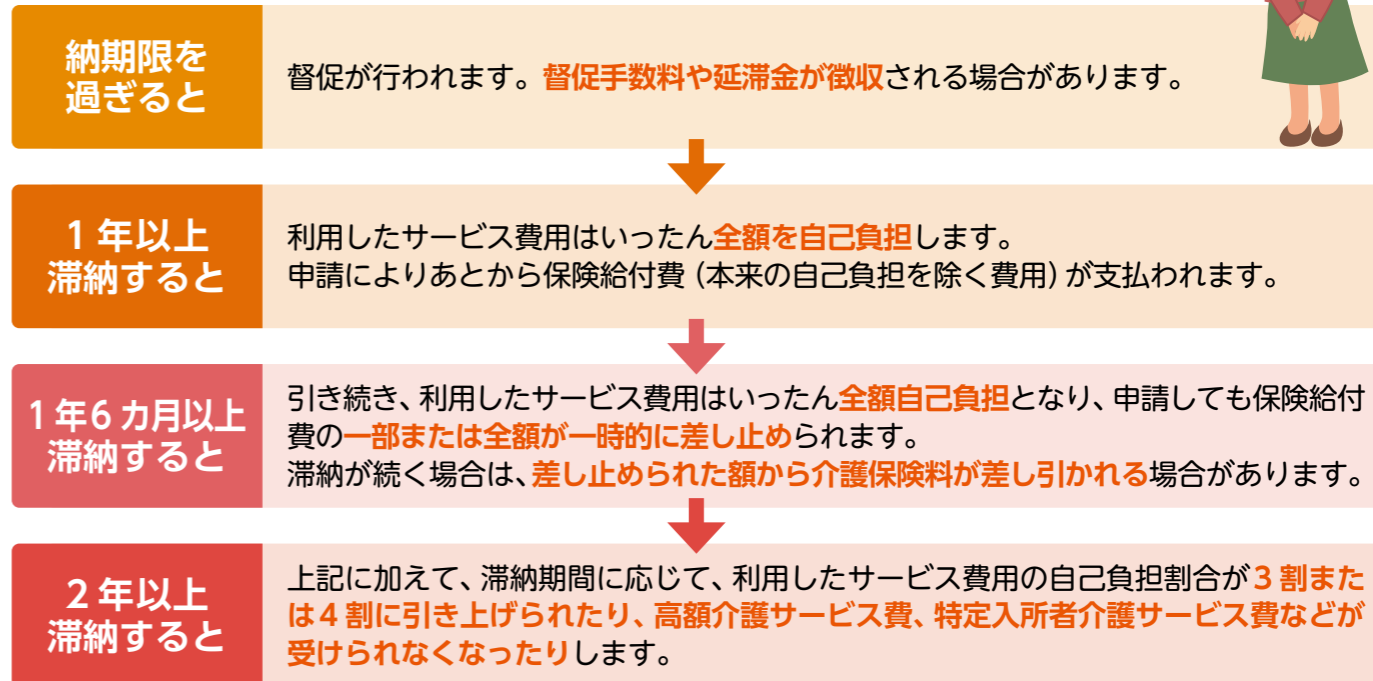 納期限を
過ぎると
督促が行われます。督促手数料や延滞金が徴収される場合があります。
1年以上
滞納すると
利用したサービス費用はいったん全額を自己負担します。
申請によりあとから保険給付費（本来の自己負担を除く費用）が支払われます。
1年6カ月以上
滞納すると
引き続き、利用したサービス費用はいったん全額自己負担となり、申請しても保険給付
費の一部または全額が一時的に差し止められます。
滞納が続く場合は、差し止められた額から介護保険料が差し引かれる場合があります。
2年以上
滞納すると
上記に加えて、滞納期間に応じて、利用したサービス費用の自己負担割合が3割また
は4割に引き上げられたり、高額介護サービス費、特定入所者介護サービス費などが
受けられなくなったりします。